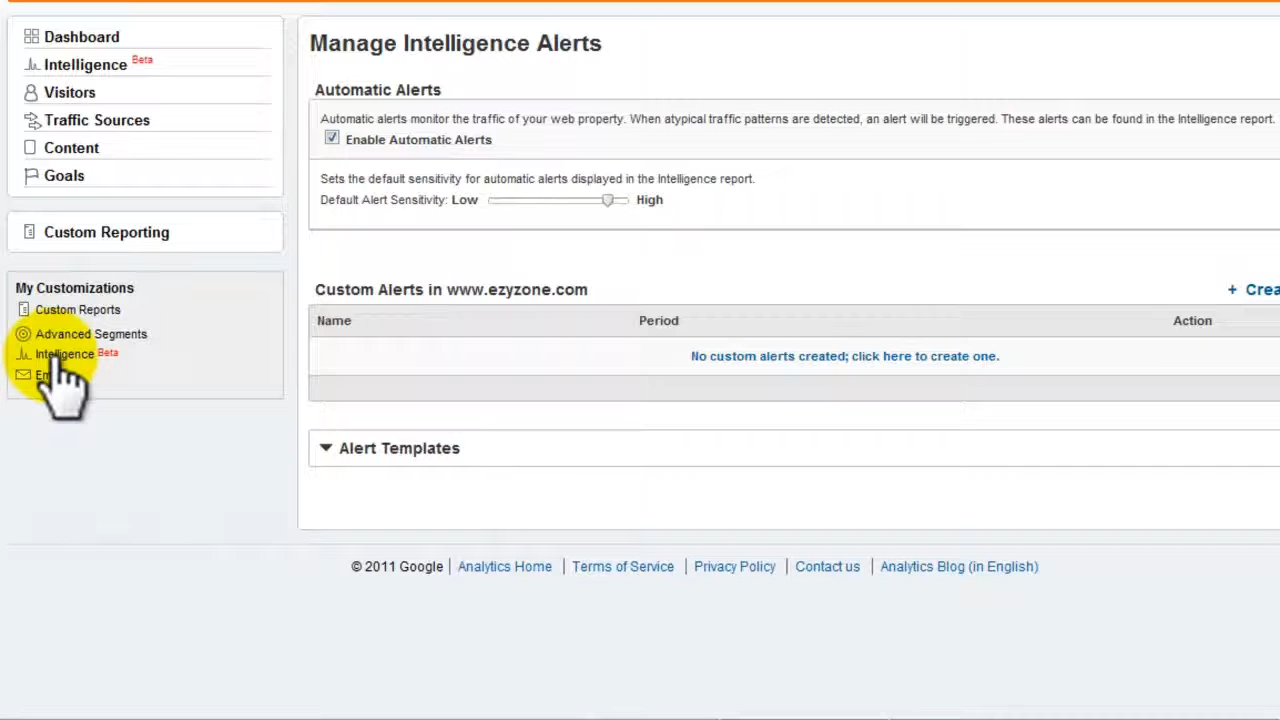 Dashboard
Intelligence Beta
Visitors
Traffic Sources
Content
Goals
Custom Reporting
My Customizations
Custom Reports
Advanced Segments
Intelligence Beta
Manage Intelligence Alerts
Automatic Alerts
Automatic alerts monitor the traffic of your web property. When atypical traffic patterns are detected, an alert will be triggered. These alerts can be found in the Intelligence report.
Enable Automatic Alerts
Sets the default sensitivity for automatic alerts displayed in the Intelligence report.
Default Alert Sensitivity: Low High
Custom Alerts in www.ezyzone.com +
Name Period Action
No custom alerts created; click here to create one.
Alert Templates
© 2011 Google | Analytics Home | Terms of Service | Privacy Policy | Contact us | Analytics Blog (in English)